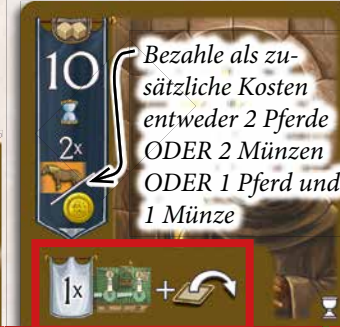 10
Bezahle als zu-
sätzliche Kosten
entweder 2 Pferde
ODER 2 Münzen
ODER 1 Pferd und
1 Münze
2x
1x
+